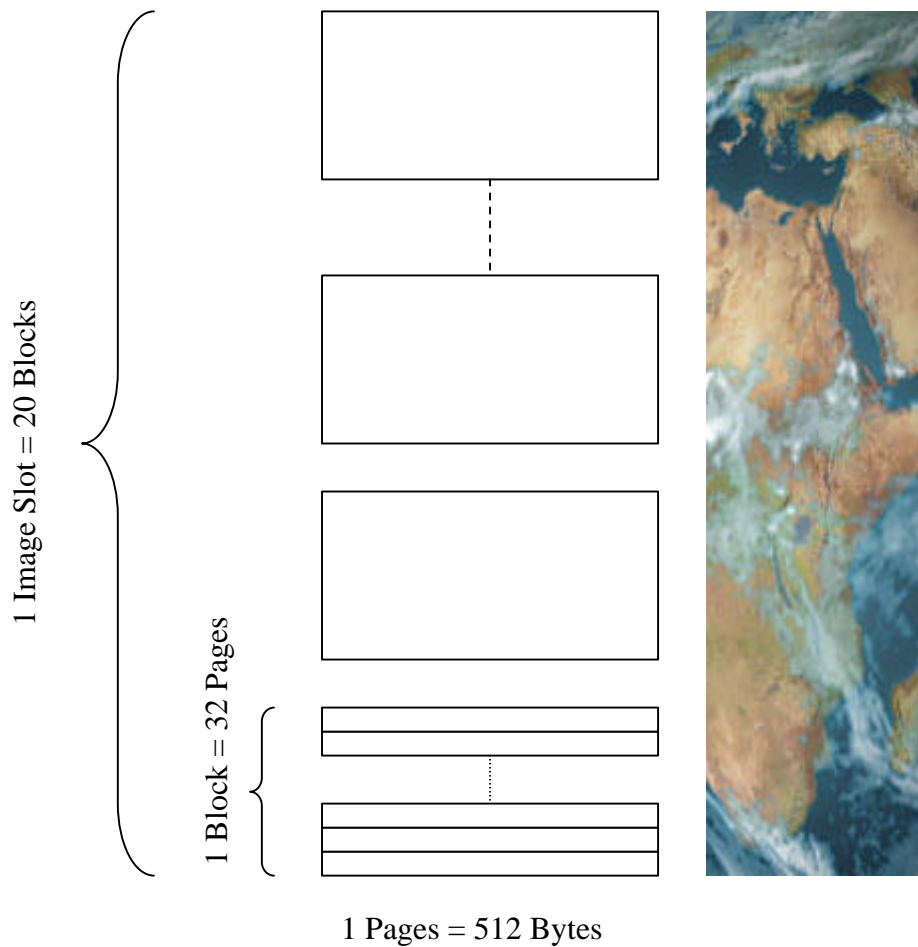 1 Image Slot = 20 Blocks
1 Block = 32 Pages
1 Pages = 512 Bytes